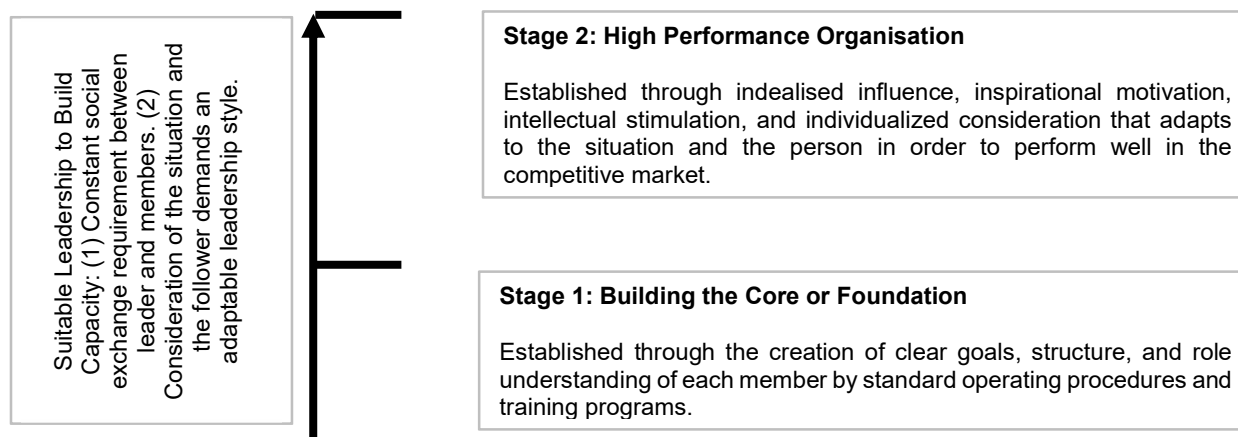 Suitable Leadership to Build
Capacity: (1) Constant social
exchange requirement between
leader and members. (2)
Consideration of the situation and
the follower demands an
adaptable leadership style.
Stage 2: High Performance Organisation
Established through indealised influence, inspirational motivation,
intellectual stimulation, and individualized consideration that adapts
to the situation and the person in order to perform well in the
competitive market.
Stage 1: Building the Core or Foundation
Established through the creation of clear goals, structure, and role
understanding of each member by standard operating procedures and
training programs.